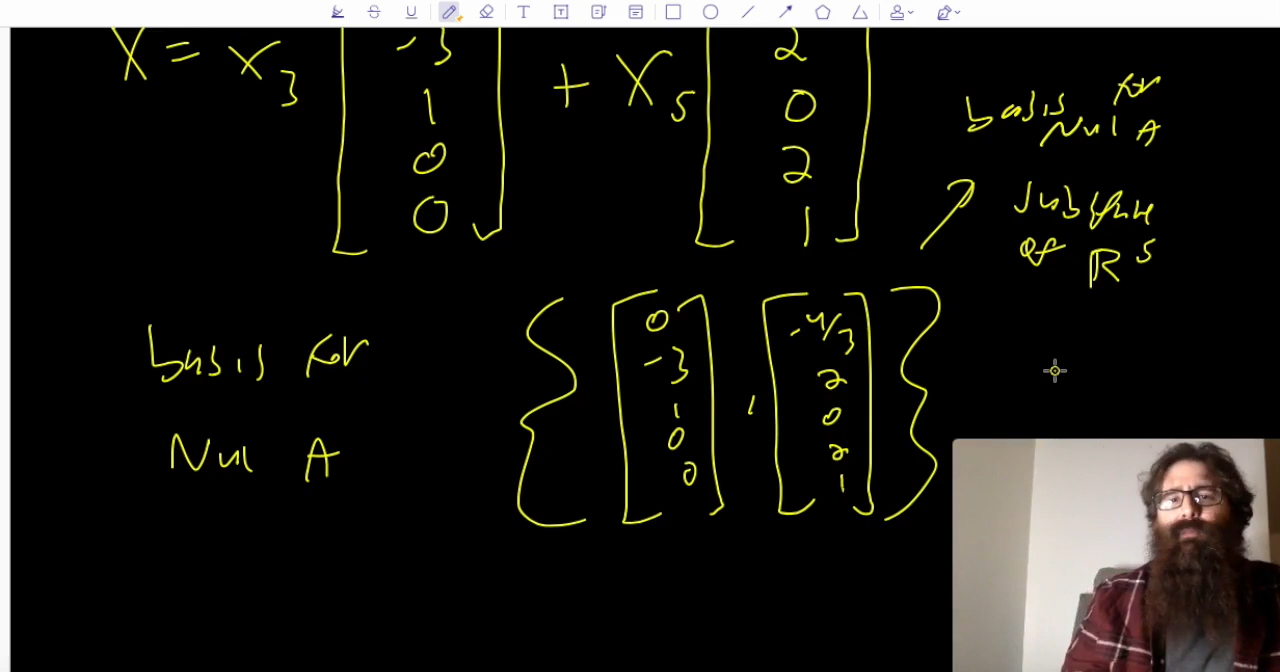 X = x₃ [ -3 1 0 0 ] + x₅ [ 2 0 2 1 ]
basis for
Nul A
subspace
of ℝ⁵
basis for
Nul A
{ [ 0 -3 1 0 0 ] , [ -4/3 2 0 2 1 ] }